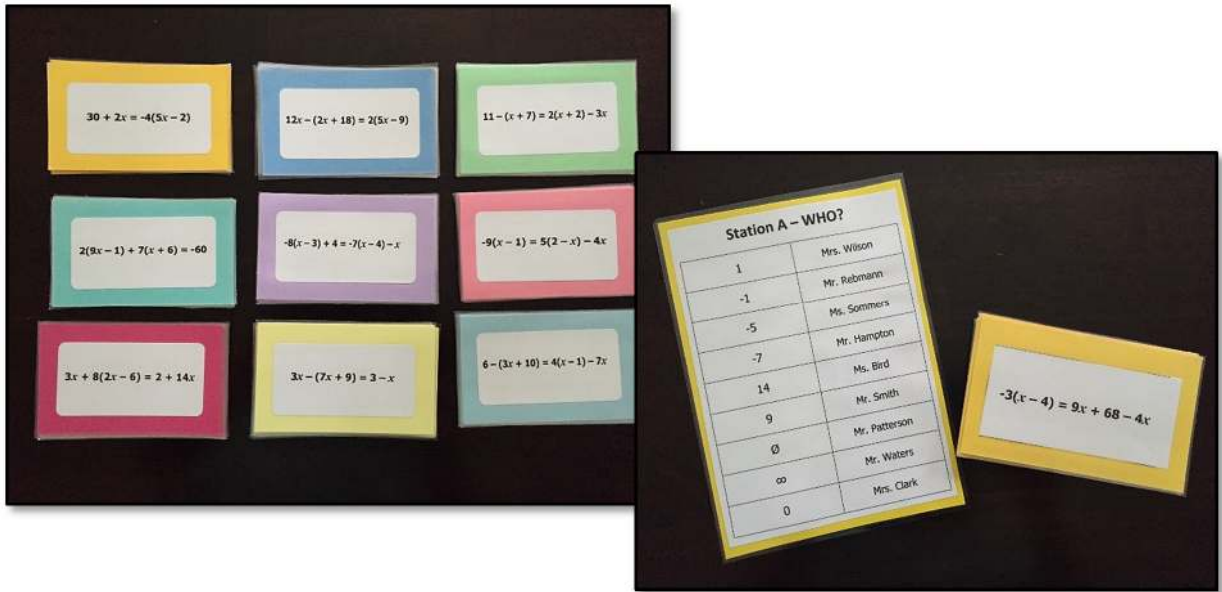 30 + 2x = -4(5x − 2)
12x − (2x + 18) = 2(5x − 9)
11 − (x + 7) = 2(x + 2) − 3x
2(9x − 1) + 7(x + 6) = -60
-8(x − 3) + 4 = -7(x − 4) − x
-9(x − 1) = 5(2 − x) − 4x
3x + 8(2x − 6) = 2 + 14x
3x − (7x + 9) = 3 − x
6 − (3x + 10) = 4(x − 1) − 7x
Station A – WHO?
1 Mrs. Wilson
-1 Mr. Rebmann
-5 Ms. Sommers
-7 Mr. Hampton
14 Ms. Bird
9 Mr. Smith
Ø Mr. Patterson
∞ Mr. Waters
0 Mrs. Clark
-3(x − 4) = 9x + 68 − 4x